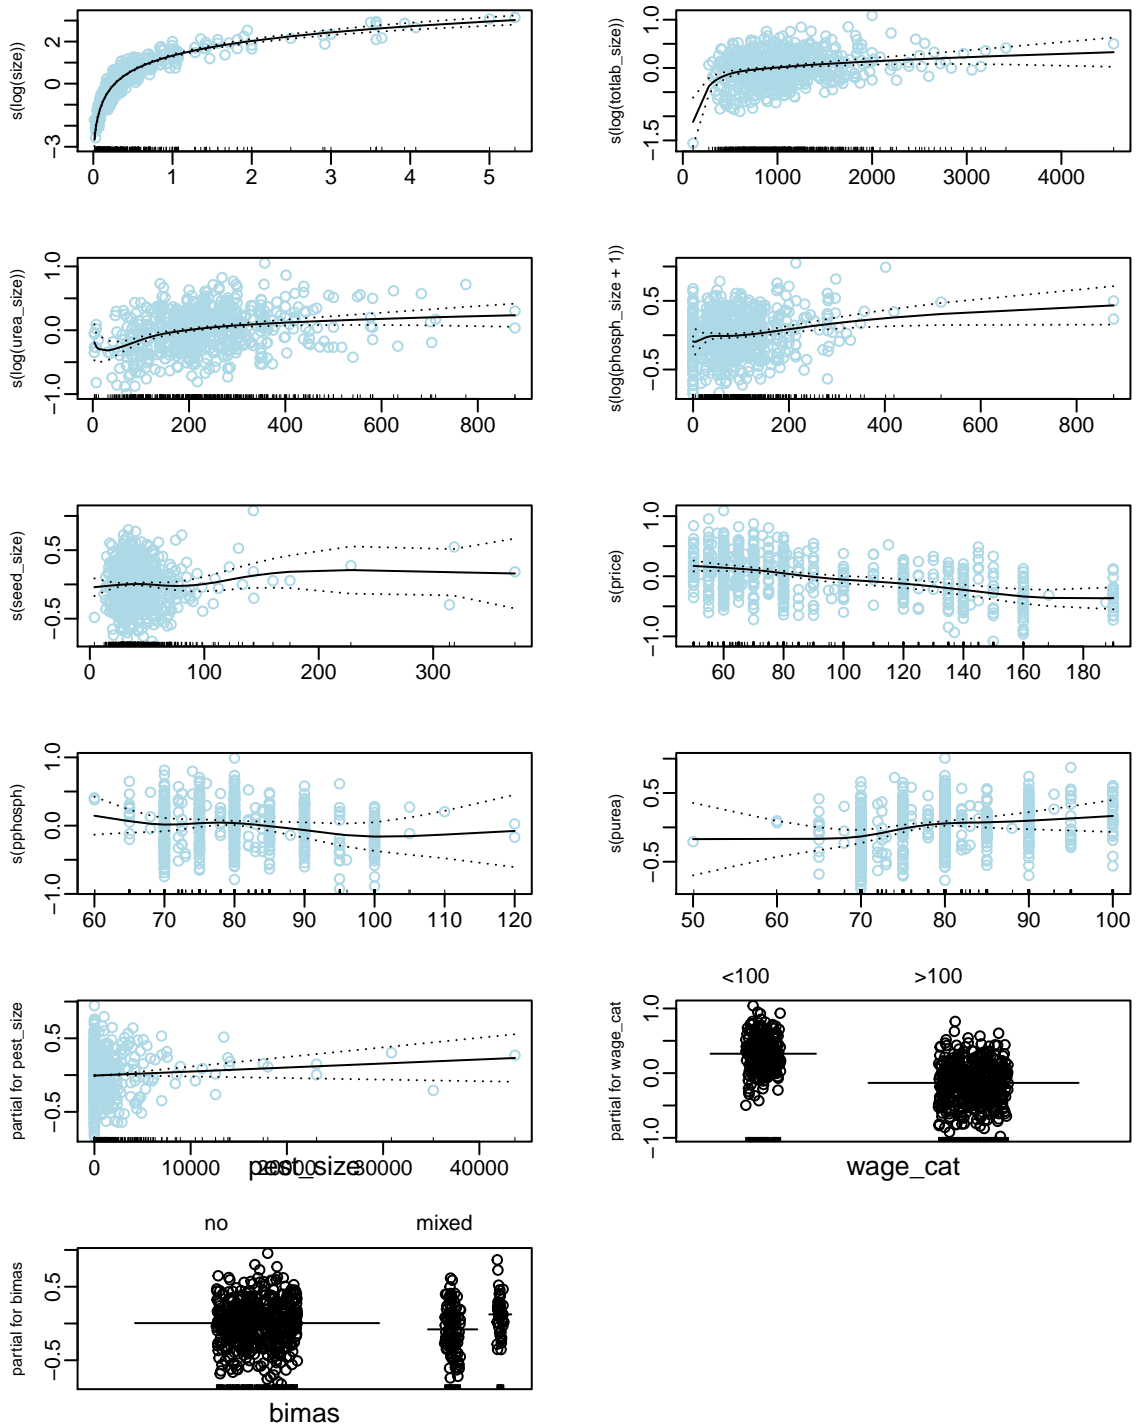 s(log(size))
−3 0 2
0 1 2 3 4 5
s(log(totlab_size))
−1.5 0.0 1.0
0 1000 2000 3000 4000
s(log(urea_size))
−1.0 0.0 1.0
0 200 400 600 800
s(log(phosph_size + 1))
−0.5 0.5
0 200 400 600 800
s(seed_size)
−0.5 0.5
0 100 200 300
s(price)
−1.0 0.0 1.0
60 80 100 120 140 160 180
s(pphosph)
−1.0 0.0 1.0
60 70 80 90 100 110 120
s(purea)
−0.5 0.5
50 60 70 80 90 100
partial for pest_size
−0.5 0.5
0 10000 20000 30000 40000
pest_size
<100 >100
partial for wage_cat
−1.0 0.0 1.0
wage_cat
no mixed
partial for bimas
−0.5 0.5
bimas